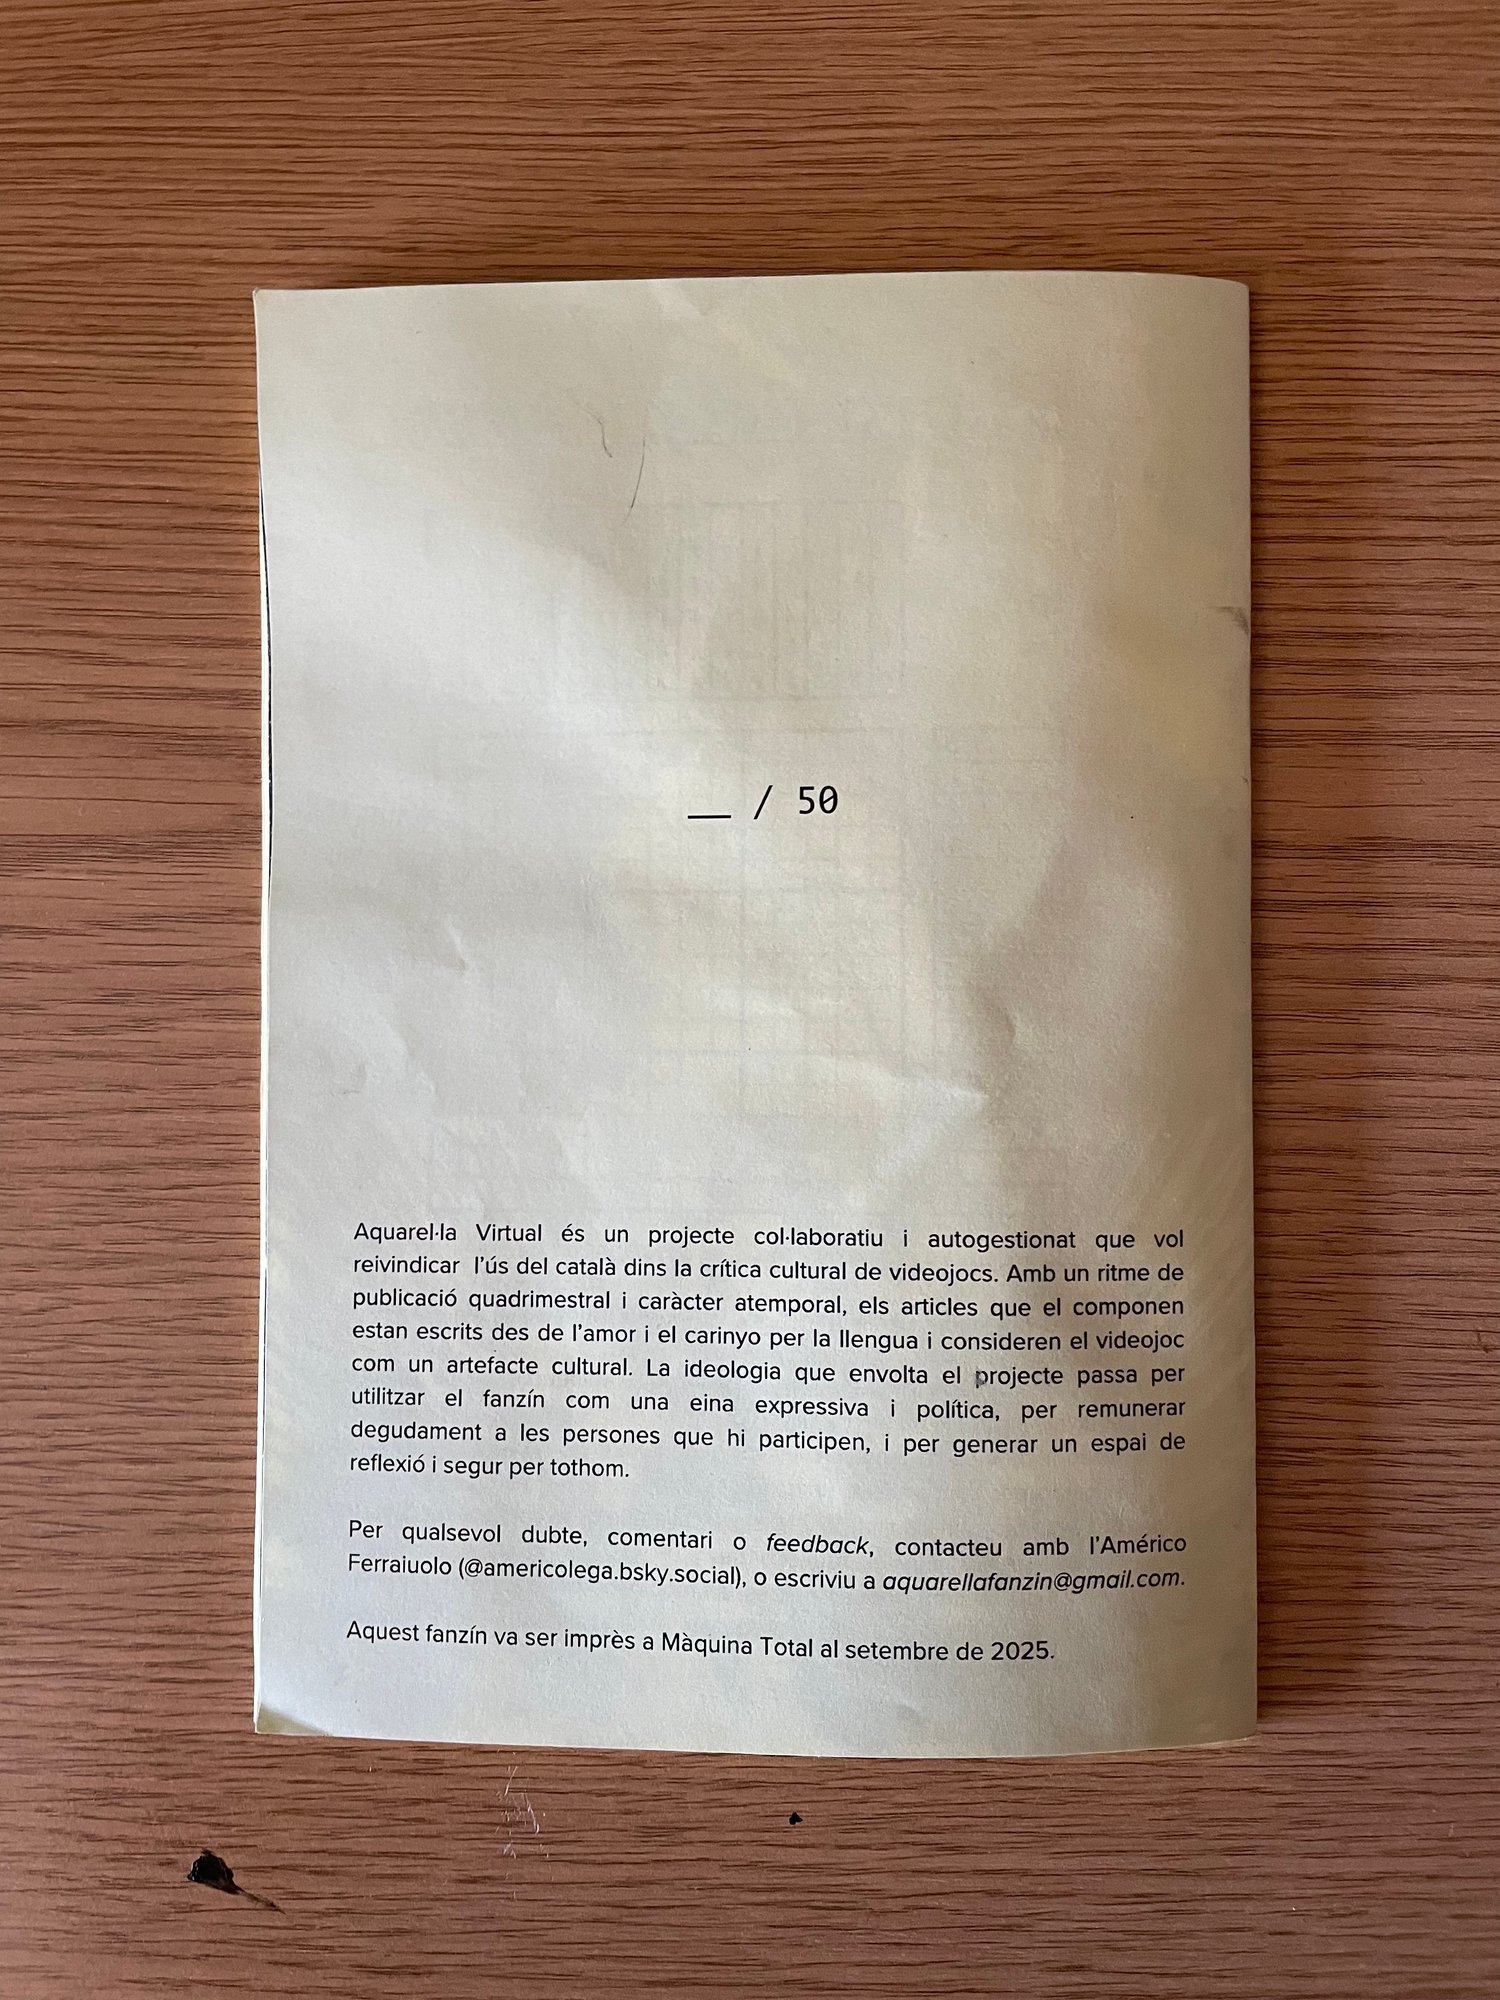 __ / 50
Aquarel·la Virtual és un projecte col·laboratiu i autogestionat que vol
reivindicar l'ús del català dins la crítica cultural de videojocs. Amb un ritme de
publicació quadrimestral i caràcter atemporal, els articles que el componen
estan escrits des de l'amor i el carinyo per la llengua i consideren el videojoc
com un artefacte cultural. La ideologia que envolta el projecte passa per
utilitzar el fanzín com una eina expressiva i política, per remunerar
degudament a les persones que hi participen, i per generar un espai de
reflexió i segur per tothom.
Per qualsevol dubte, comentari o feedback, contacteu amb l'Américo
Ferraiuolo (@americolega.bsky.social), o escriviu a aquarellafanzin@gmail.com.
Aquest fanzín va ser imprès a Màquina Total al setembre de 2025.